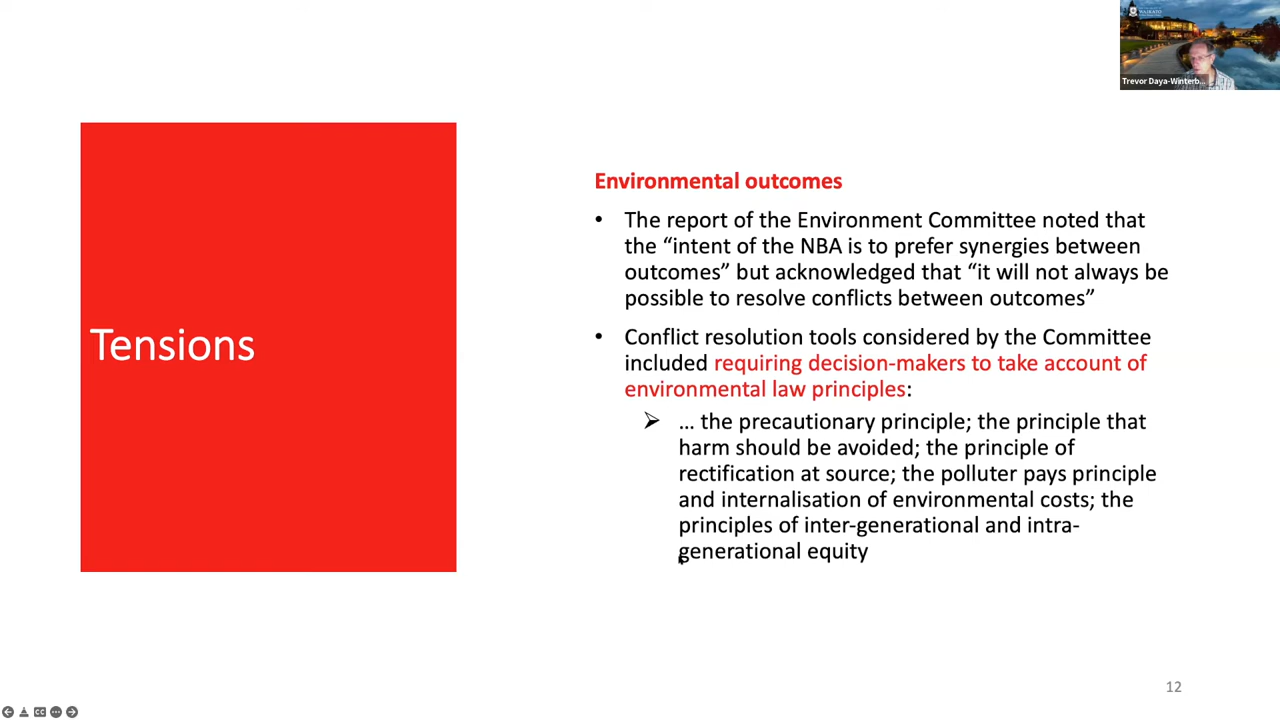 WAIKATO
Trevor Daya-Winterb...
Tensions
Environmental outcomes
• The report of the Environment Committee noted that
the “intent of the NBA is to prefer synergies between
outcomes” but acknowledged that “it will not always be
possible to resolve conflicts between outcomes”
• Conflict resolution tools considered by the Committee
included requiring decision-makers to take account of
environmental law principles:
➢ … the precautionary principle; the principle that
harm should be avoided; the principle of
rectification at source; the polluter pays principle
and internalisation of environmental costs; the
principles of inter-generational and intra-
generational equity
12